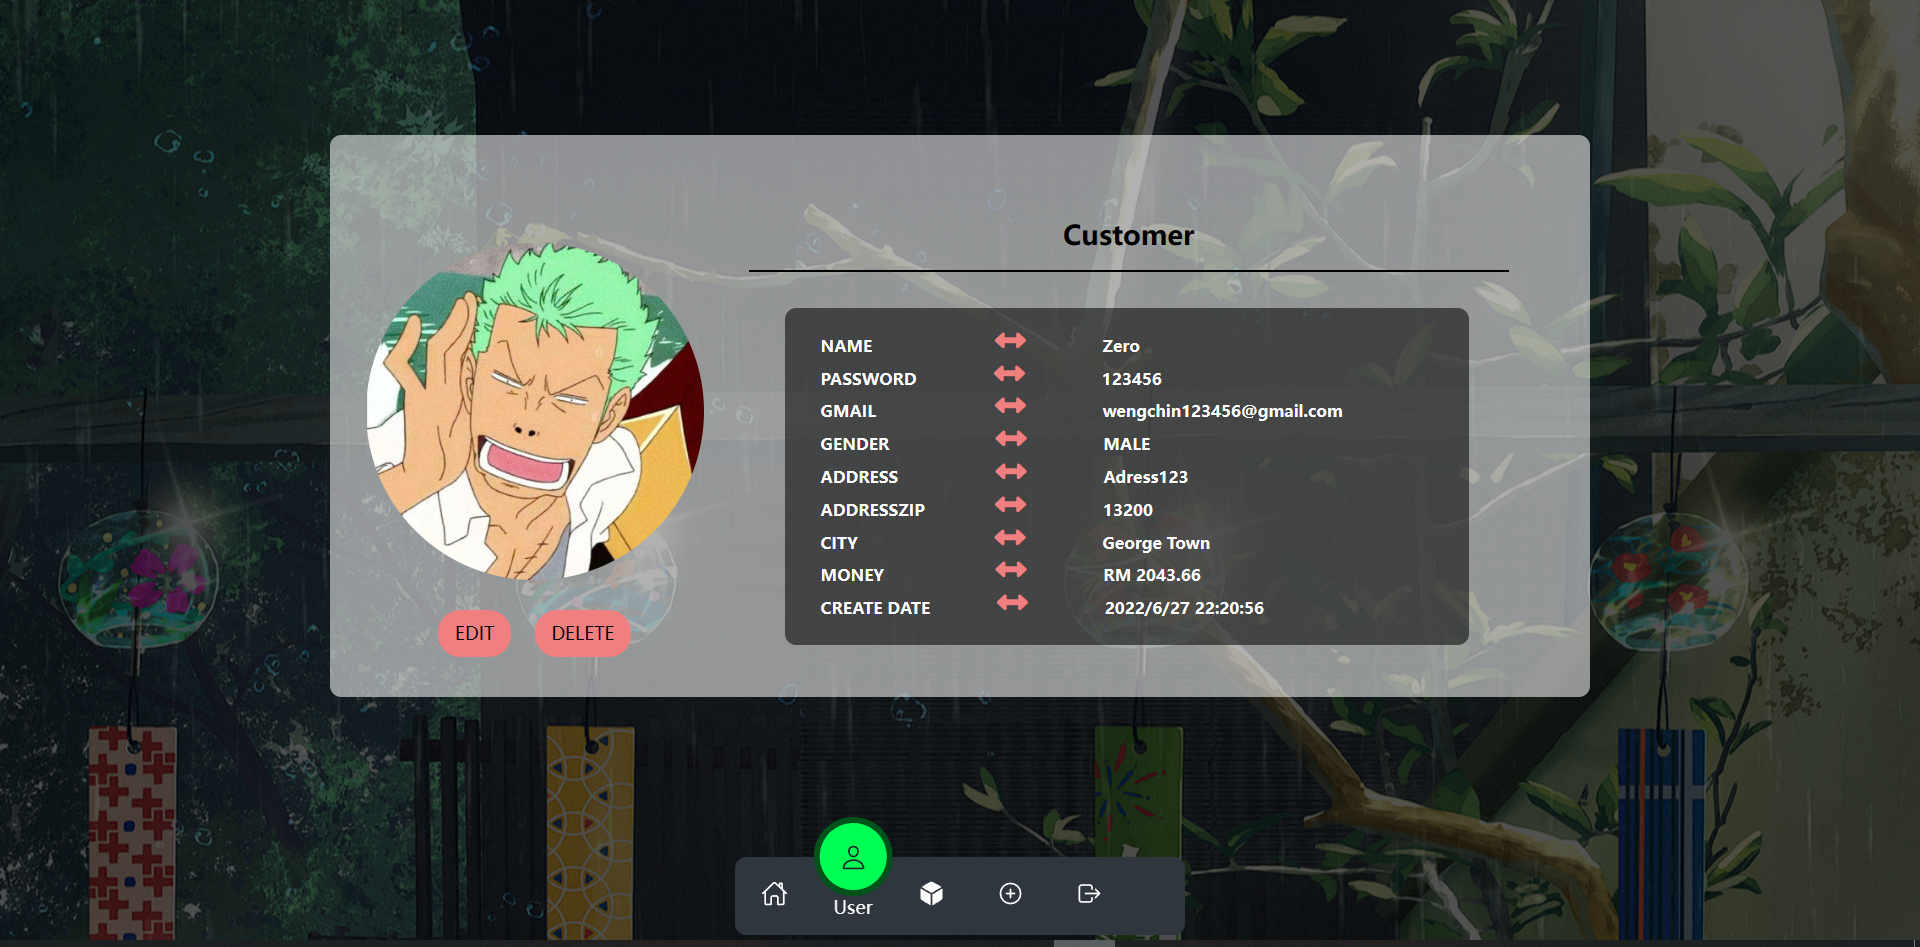 Customer
NAME Zero
PASSWORD 123456
GMAIL wengchin123456@gmail.com
GENDER MALE
ADDRESS Adress123
ADDRESSZIP 13200
CITY George Town
MONEY RM 2043.66
CREATE DATE 2022/6/27 22:20:56
EDIT DELETE
User